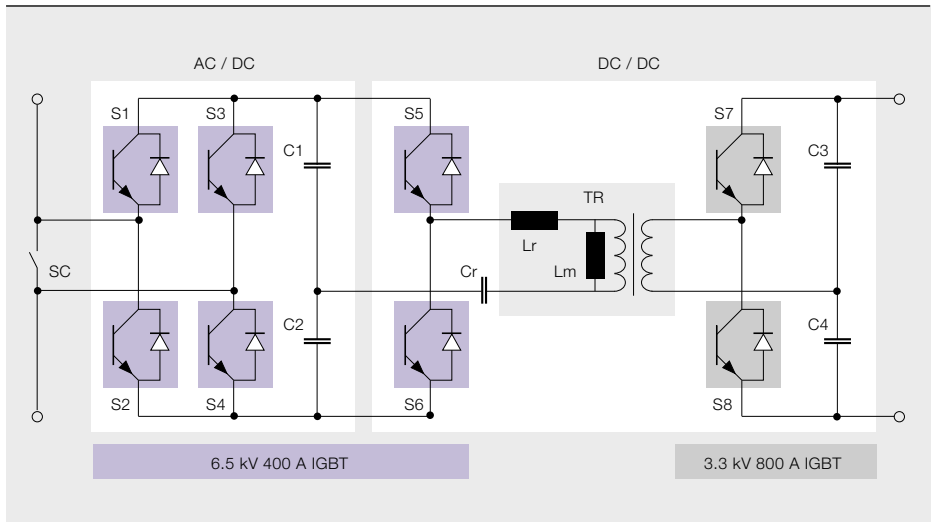 AC / DC
DC / DC
S1
S3
S5
S7
C1
C3
TR
Lr
SC
Cr
Lm
C2
C4
S2
S4
S6
S8
6.5 kV 400 A IGBT
3.3 kV 800 A IGBT